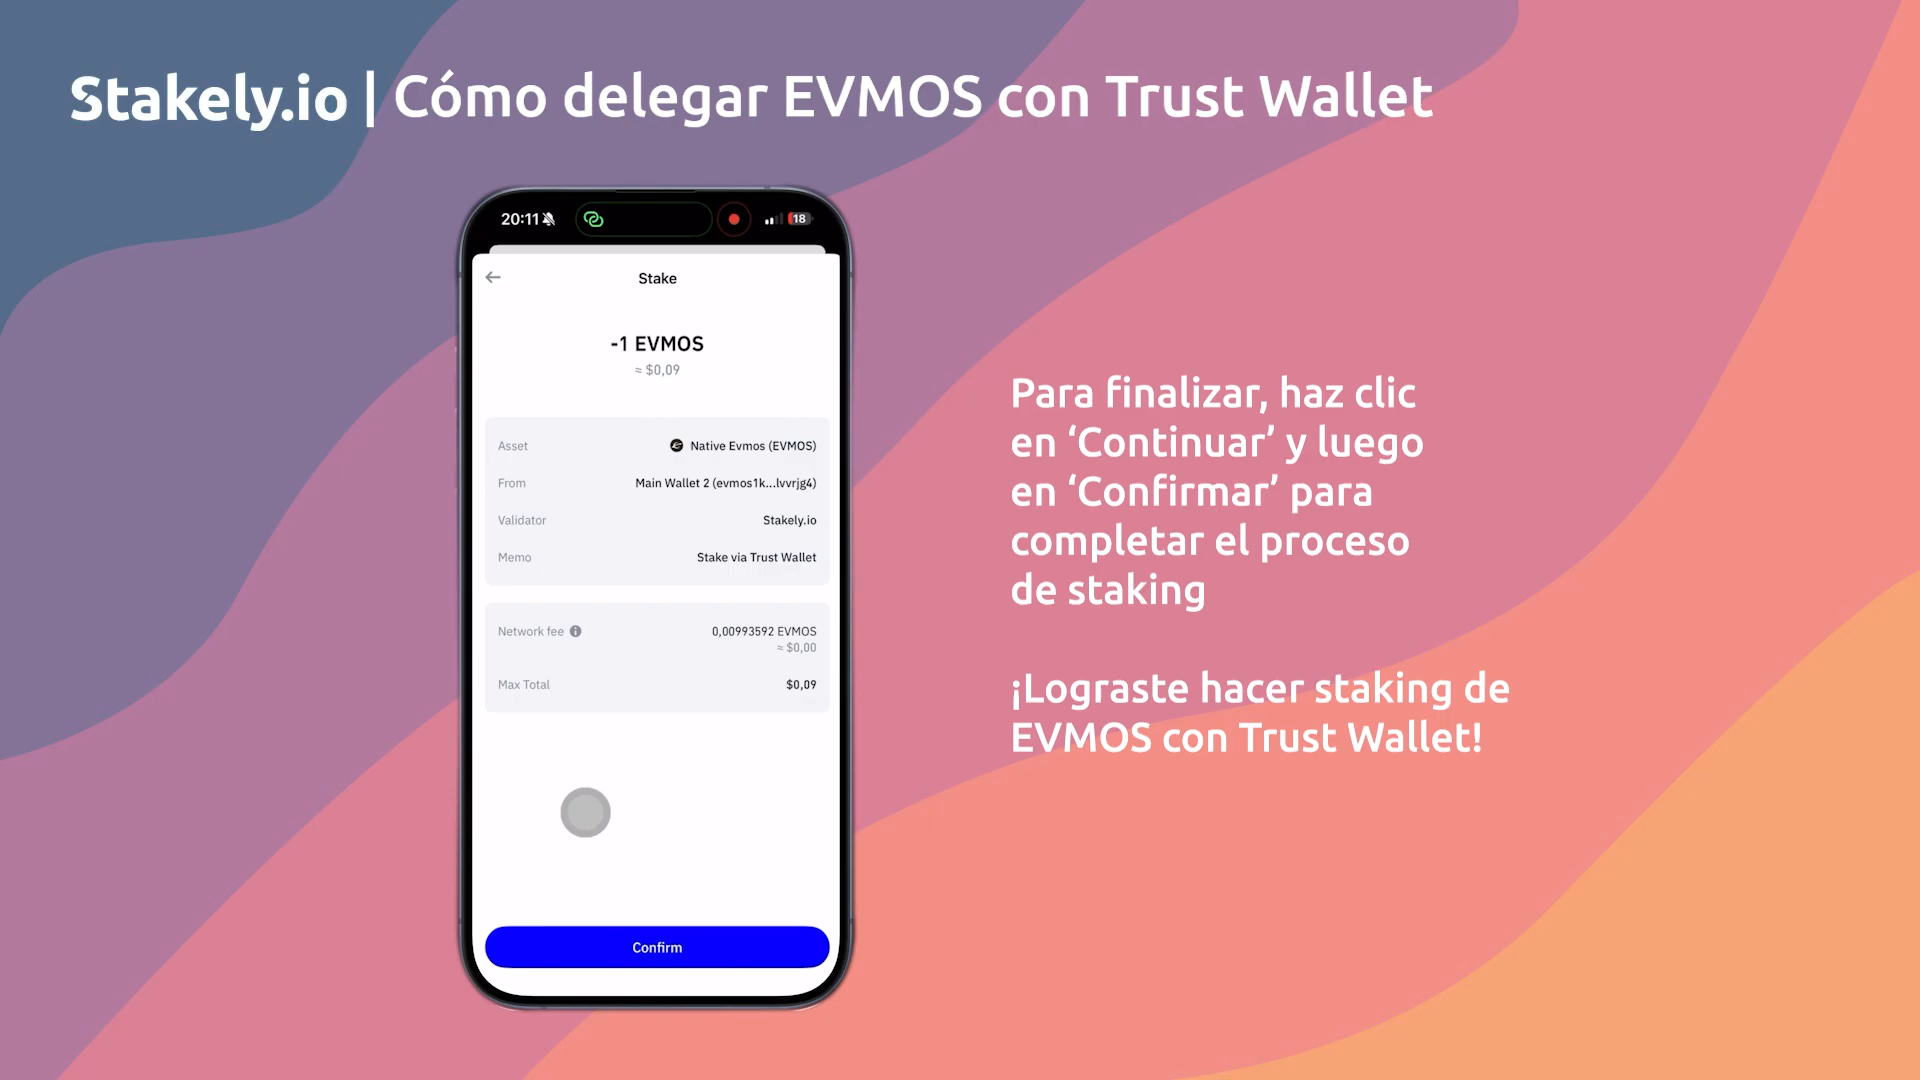 Stakely.io | Cómo delegar EVMOS con Trust Wallet
20:11
18
Stake
-1 EVMOS
≈ $0,09
Asset Native Evmos (EVMOS)
From Main Wallet 2 (evmos1k...lvvrjg4)
Validator Stakely.io
Memo Stake via Trust Wallet
Network fee 0,00993592 EVMOS
≈ $0,00
Max Total $0,09
Confirm
Para finalizar, haz clic
en ‘Continuar’ y luego
en ‘Confirmar’ para
completar el proceso
de staking
¡Lograste hacer staking de
EVMOS con Trust Wallet!